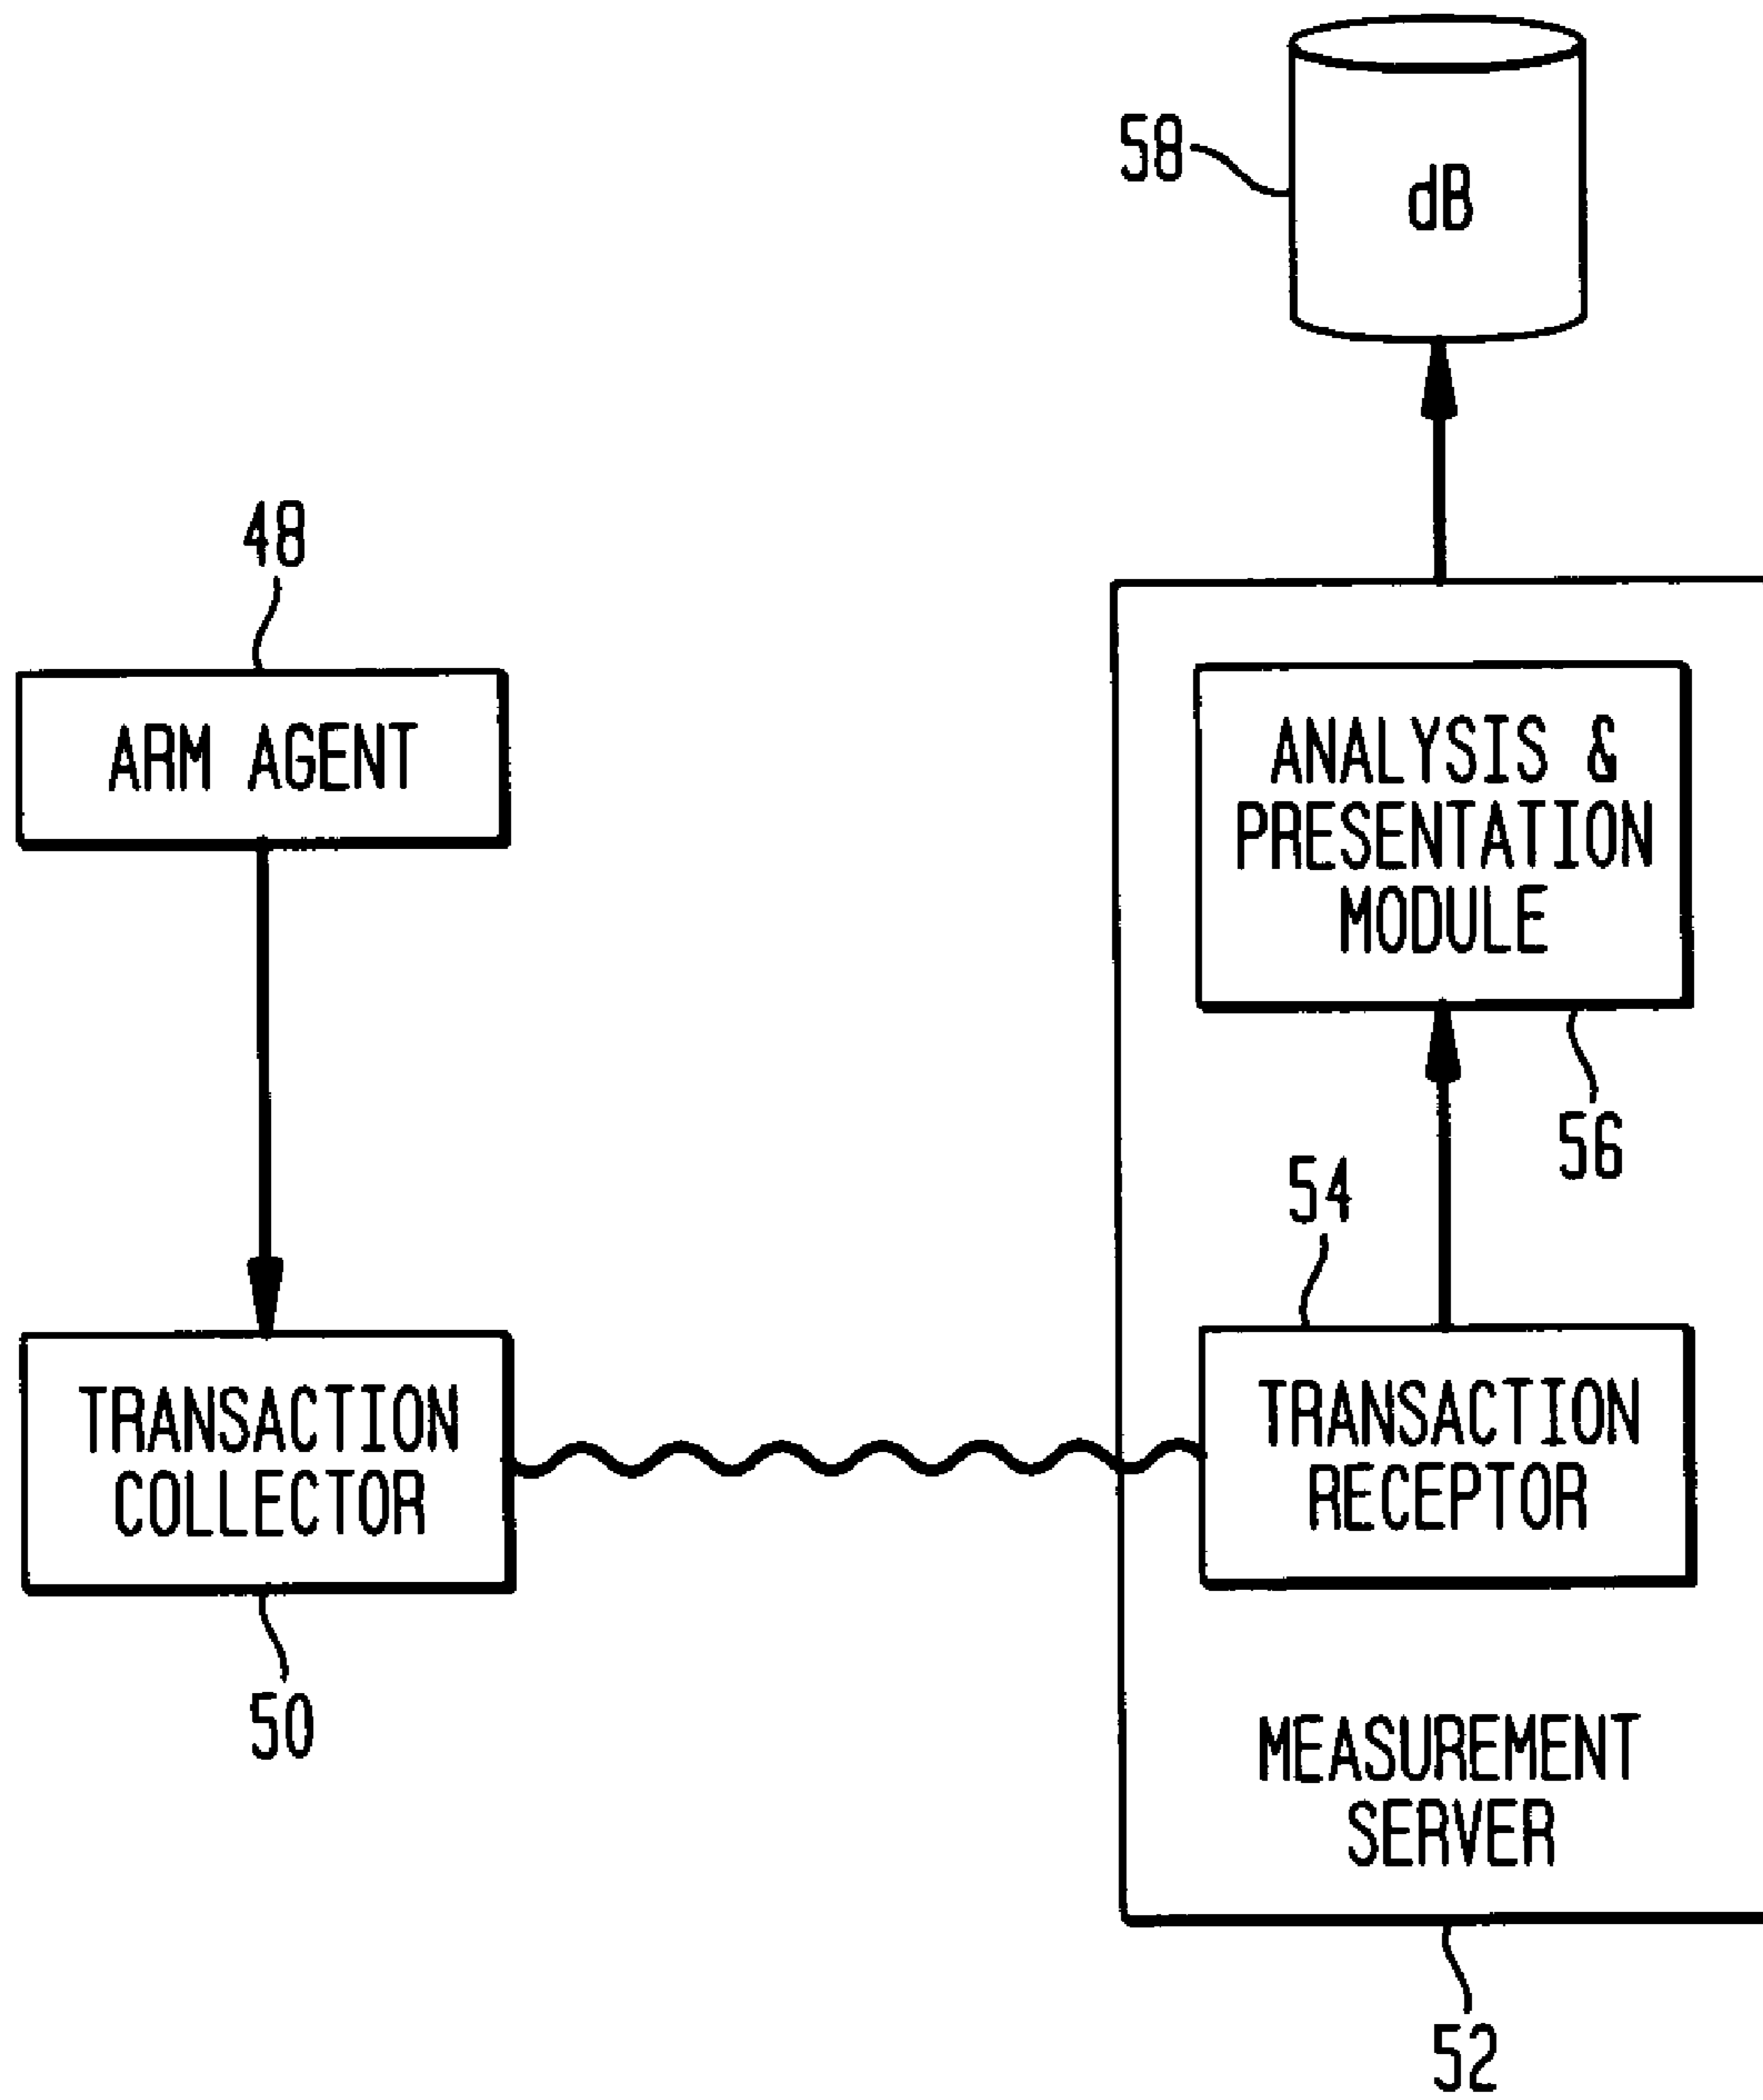 58
dB
48
ARM AGENT
ANALYSIS &
PRESENTATION
MODULE
56
54
TRANSACTION
COLLECTOR
TRANSACTION
RECEPTOR
50
MEASUREMENT
SERVER
52